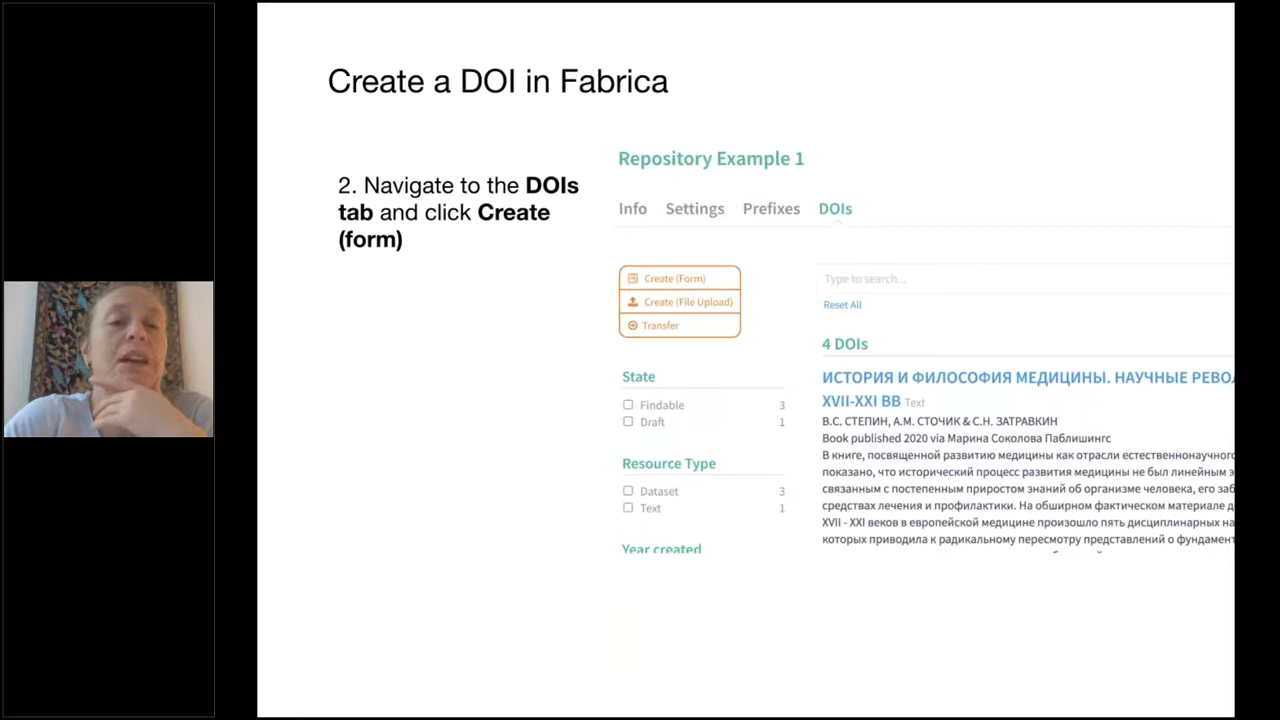 Create a DOI in Fabrica
2. Navigate to the DOIs
tab and click Create
(form)
Repository Example 1
Info Settings Prefixes DOIs
Create (Form)
Create (File Upload)
Transfer
Type to search...
Reset All
State
Findable 3
Draft 1
Resource Type
Dataset 3
Text 1
Year created
4 DOIs
ИСТОРИЯ И ФИЛОСОФИЯ МЕДИЦИНЫ. НАУЧНЫЕ РЕВОЛ
XVII-XXI ВВ Text
В.С. СТЕПИН, А.М. СТОЧИК & С.Н. ЗАТРАВКИН
Book published 2020 via Марина Соколова Паблишингс
В книге, посвященной развитию медицины как отрасли естественнонаучного
показано, что исторический процесс развития медицины не был линейным
связанным с постепенным приростом знаний об организме человека, его
средствах лечения и профилактики. На обширном фактическом материале
XVII - XXI веков в европейской медицине произошло пять дисциплинарных
которых приводила к радикальному пересмотру представлений о